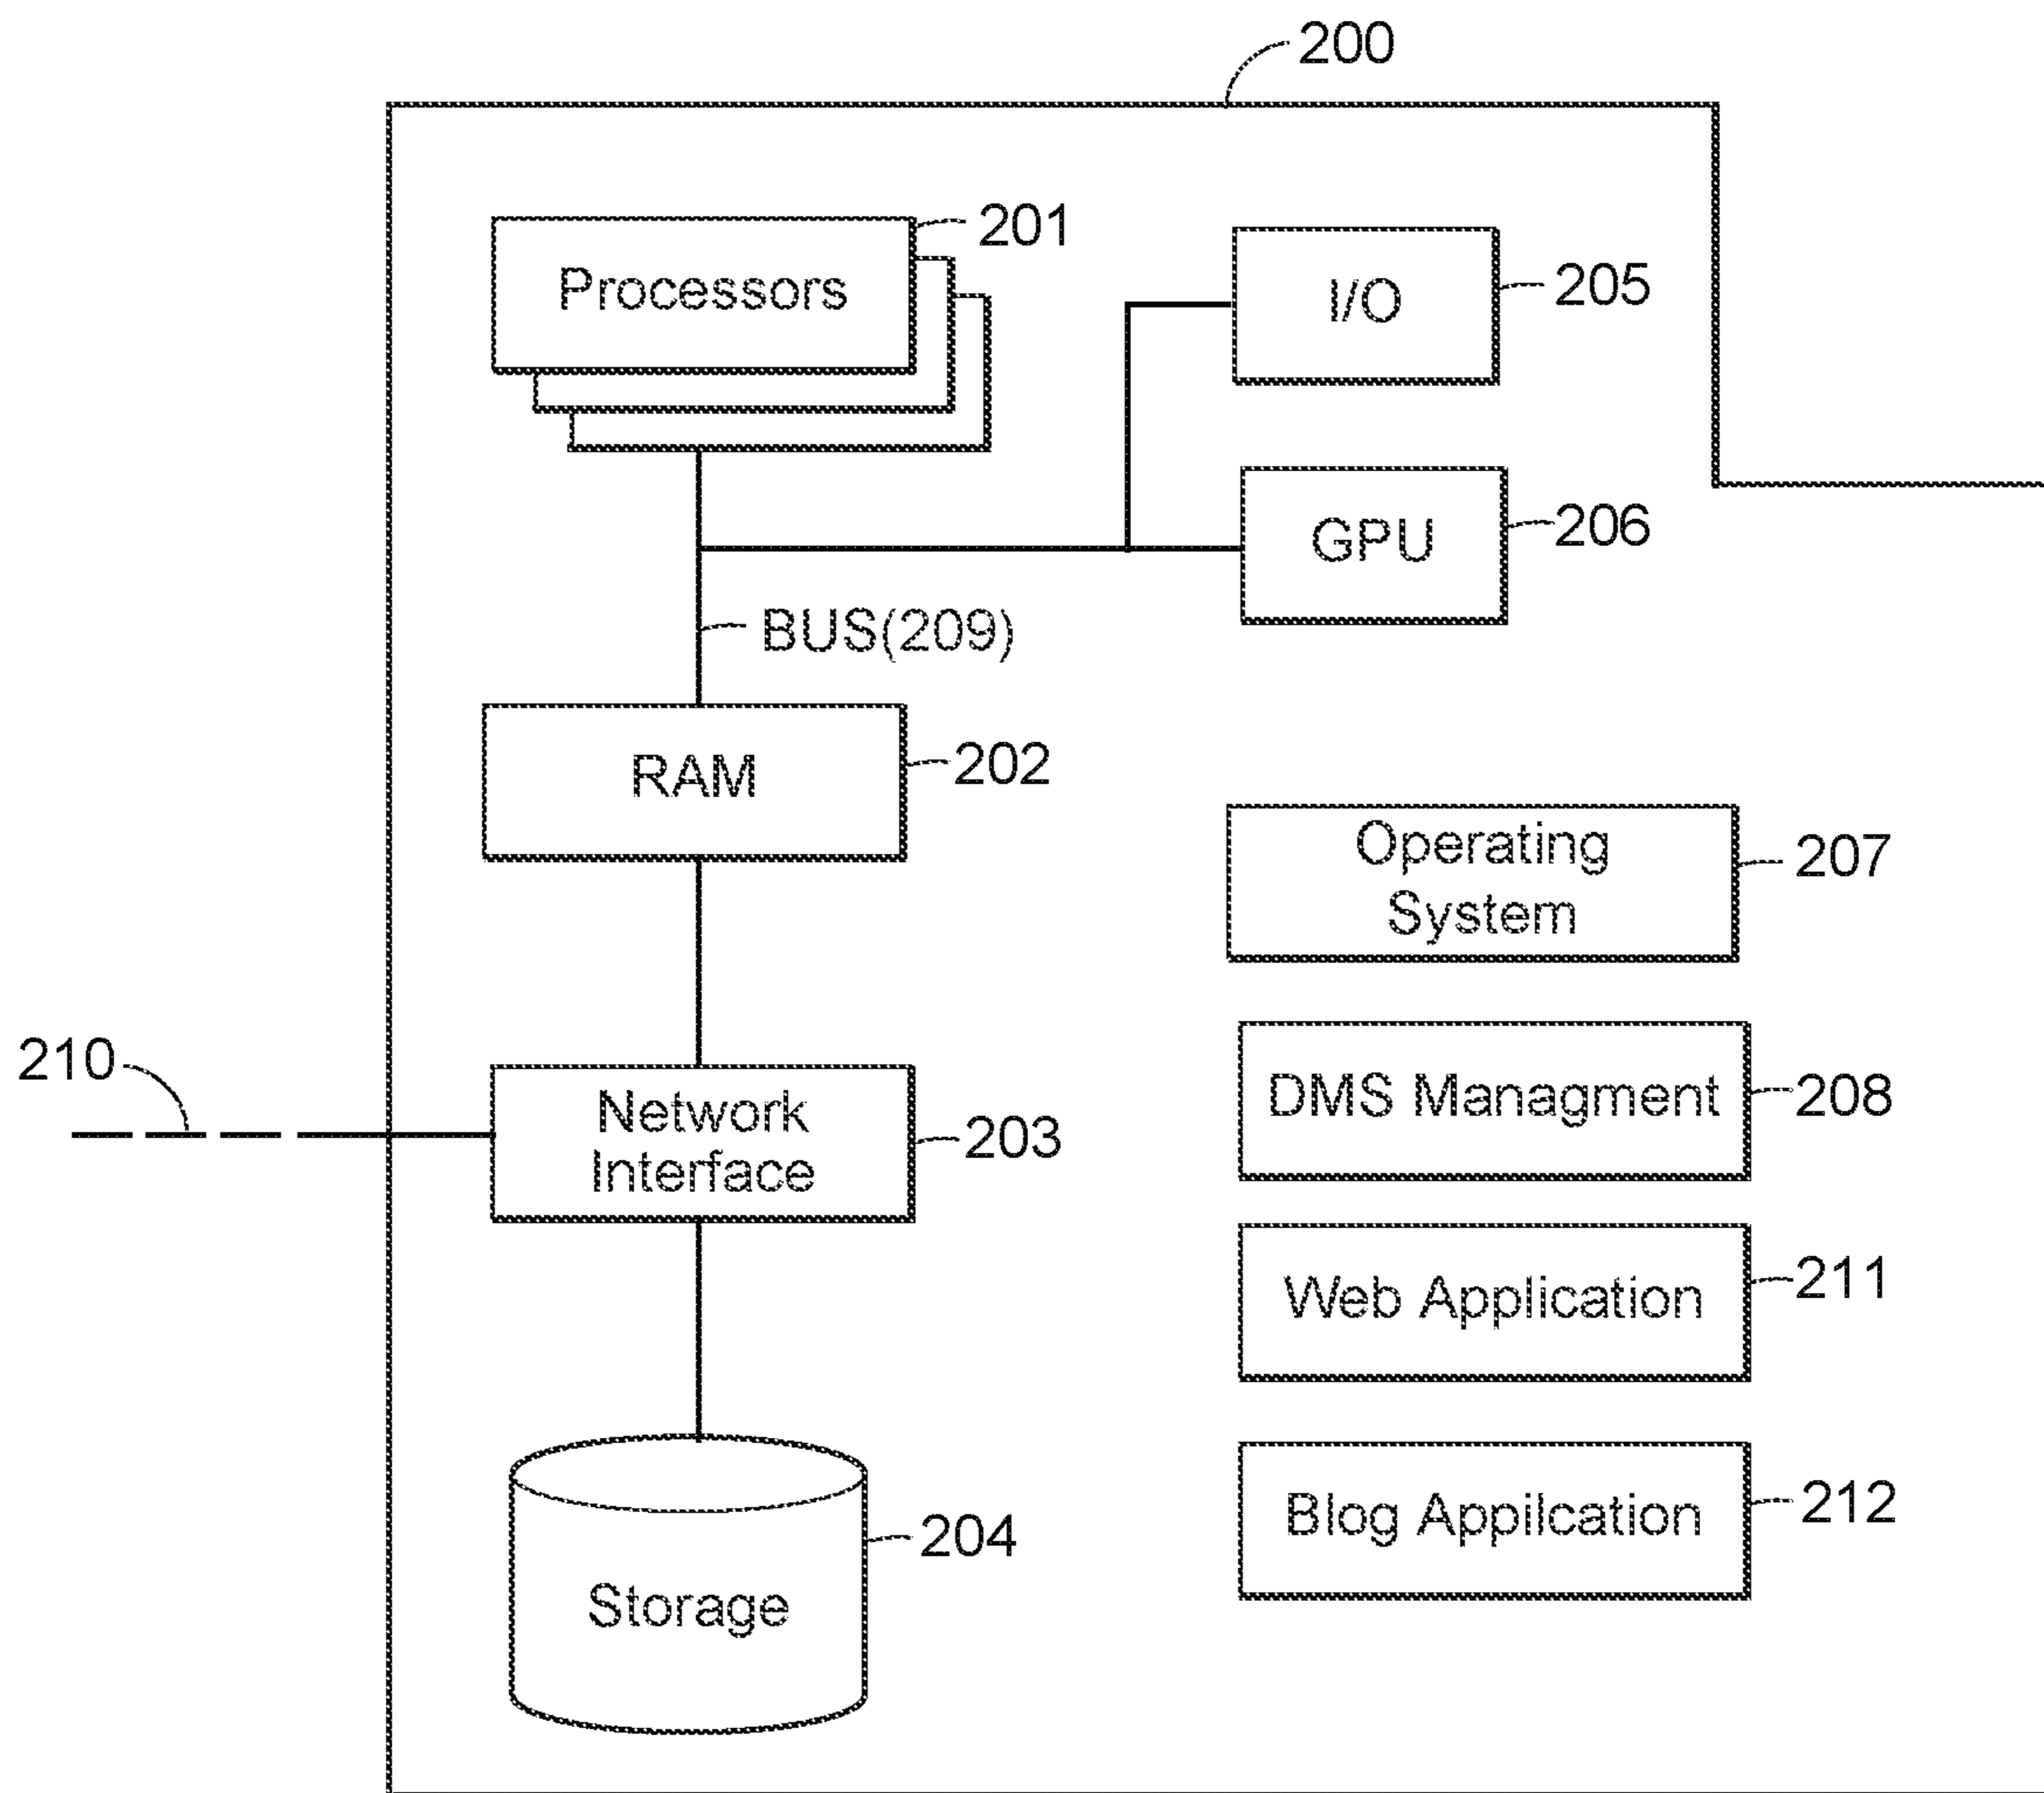 200
Processors
201
I/O
205
GPU
206
BUS(209)
RAM
202
Operating
System
207
210
Network
Interface
203
DMS Managment
208
Web Application
211
Storage
204
Blog Appilcation
212